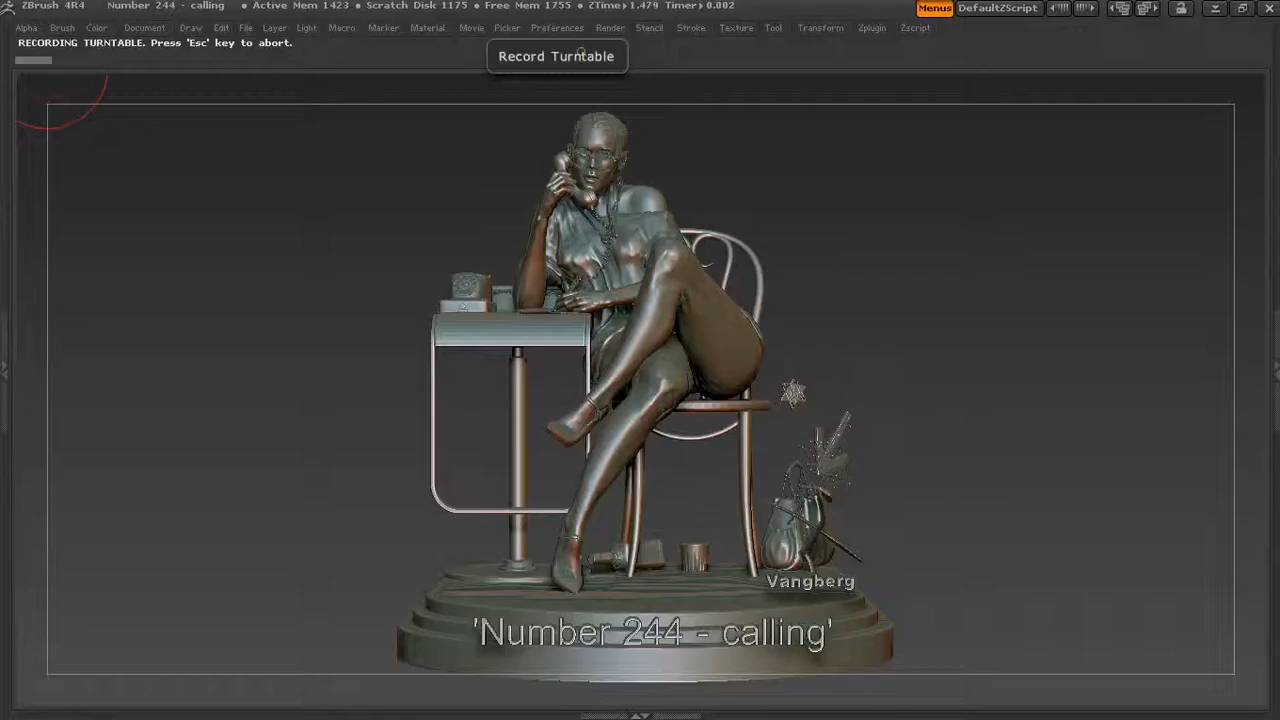 ZBrush 4R4 Number 244 - calling • Active Mem 1423 • Scratch Disk 1175 • Free Mem 1755 • ZTime▸1.479 Timer▸0.002 Menus DefaultZScript
Alpha Brush Color Document Draw Edit File Layer Light Macro Marker Material Movie Picker Preferences Render Stencil Stroke Texture Tool Transform Zplugin Zscript
RECORDING TURNTABLE. Press 'Esc' key to abort.
Record Turntable
Vangberg
'Number 244 - calling'